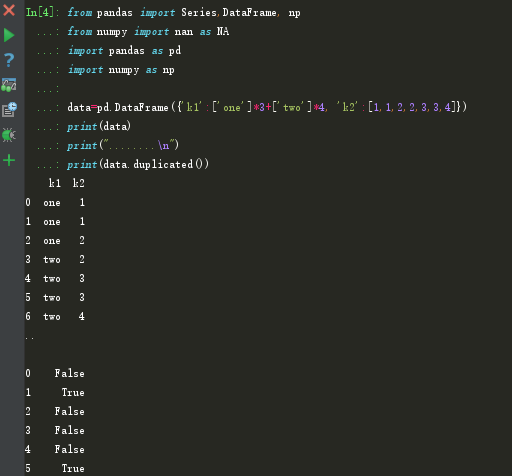 In[4]: from pandas import Series,DataFrame, np
...: from numpy import nan as NA
...: import pandas as pd
...: import numpy as np
...:
...: data=pd.DataFrame({'k1':['one']*3+['two']*4, 'k2':[1,1,2,2,3,3,4]})
...: print(data)
...: print("........\n")
...: print(data.duplicated())
k1 k2
0 one 1
1 one 1
2 one 2
3 two 2
4 two 3
5 two 3
6 two 4
..
0 False
1 True
2 False
3 False
4 False
5 True